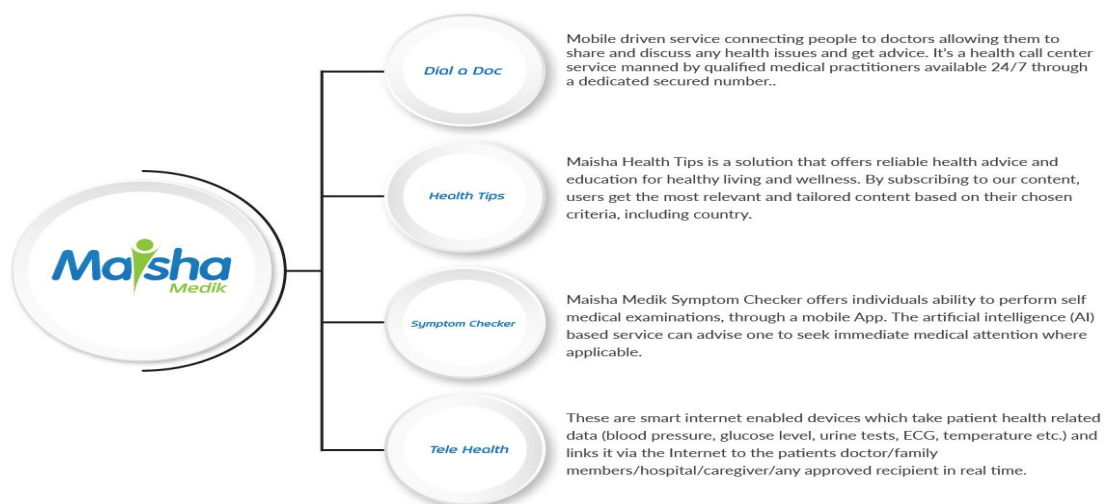 Maisha
Medik
Dial a Doc
Mobile driven service connecting people to doctors allowing them to
share and discuss any health issues and get advice. It's a health call center
service manned by qualified medical practitioners available 24/7 through
a dedicated secured number..
Health Tips
Maisha Health Tips is a solution that offers reliable health advice and
education for healthy living and wellness. By subscribing to our content,
users get the most relevant and tailored content based on their chosen
criteria, including country.
Symptom Checker
Maisha Medik Symptom Checker offers individuals ability to perform self
medical examinations, through a mobile App. The artificial intelligence (AI)
based service can advise one to seek immediate medical attention where
applicable.
Tele Health
These are smart internet enabled devices which take patient health related
data (blood pressure, glucose level, urine tests, ECG, temperature etc.) and
links it via the Internet to the patients doctor/family
members/hospital/caregiver/any approved recipient in real time.